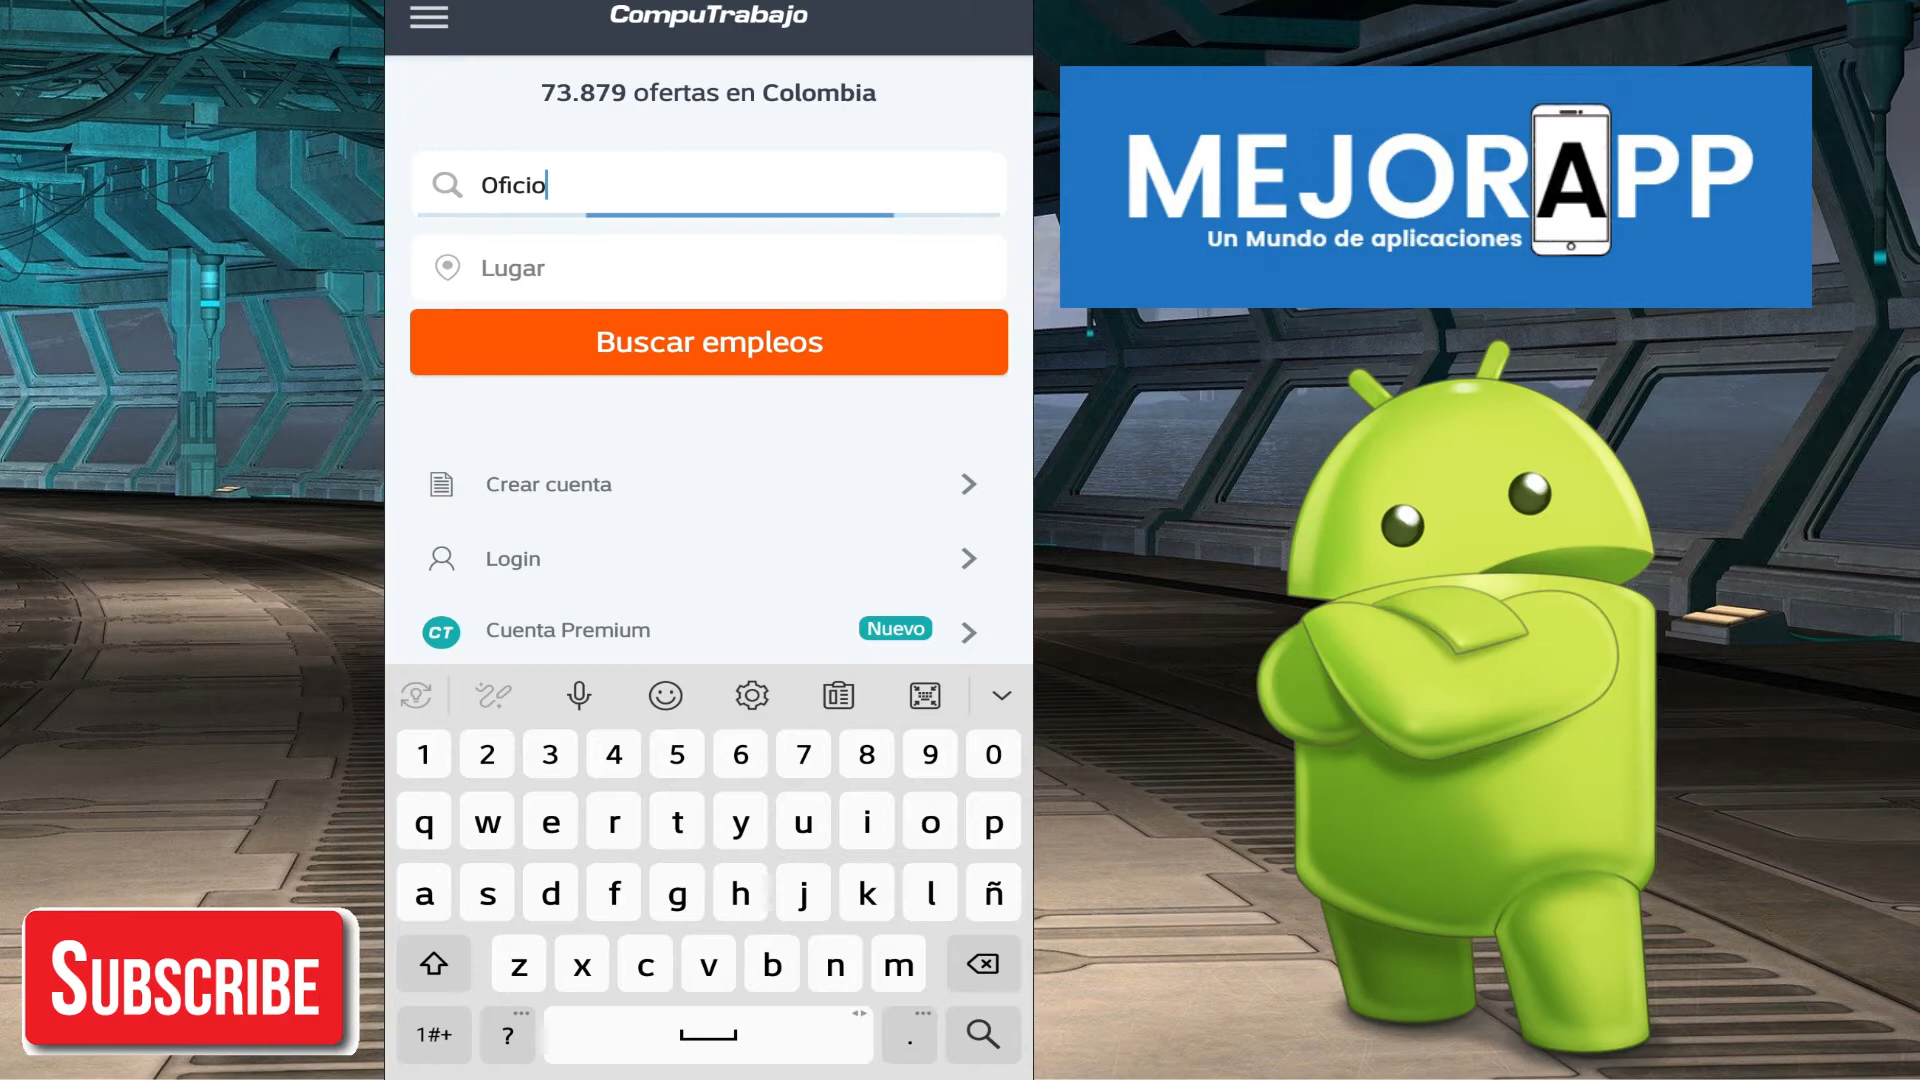 CompuTrabajo
73.879 ofertas en Colombia
Oficio
Lugar
Buscar empleos
Crear cuenta
Login
CT Cuenta Premium Nuevo
1 2 3 4 5 6 7 8 9 0
q w e r t y u i o p
a s d f g h j k l ñ
z x c v b n m
1#+ ? .
MEJORAPP
Un Mundo de aplicaciones
SUBSCRIBE